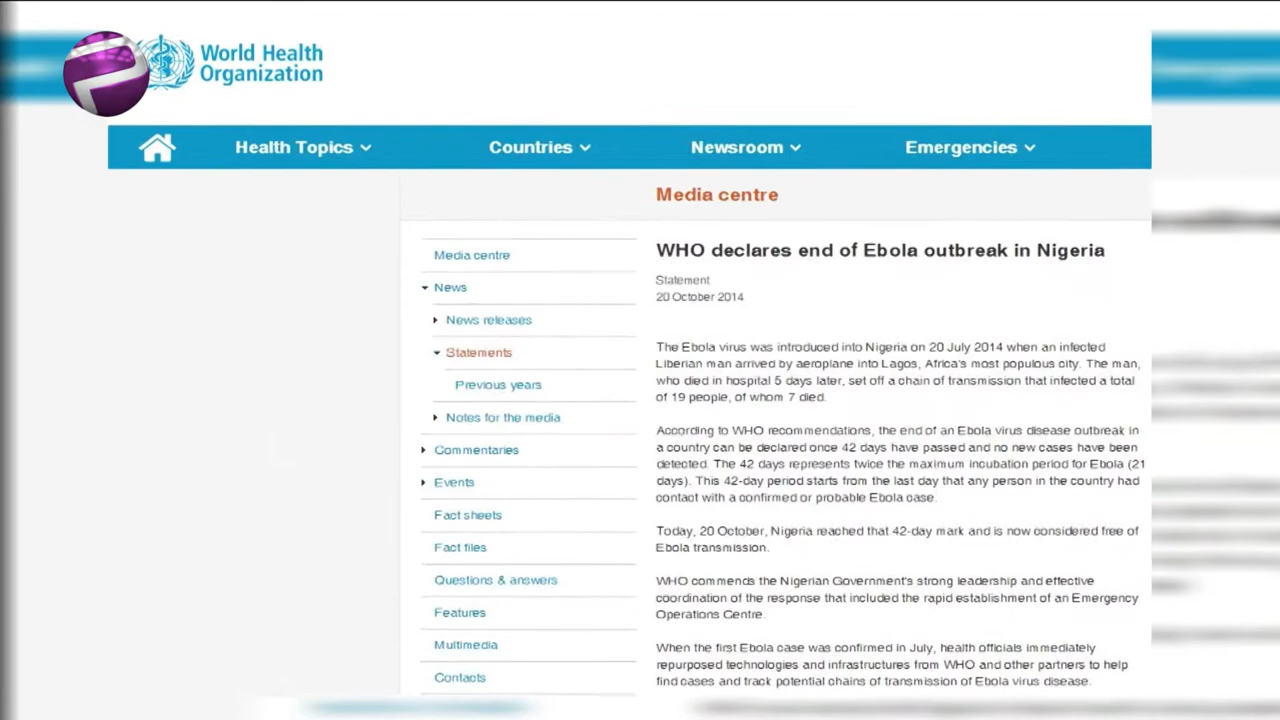 World Health
Organization
Health Topics
Countries
Newsroom
Emergencies
Media centre
Media centre
News
News releases
Statements
Previous years
Notes for the media
Commentaries
Events
Fact sheets
Fact files
Questions & answers
Features
Multimedia
Contacts
WHO declares end of Ebola outbreak in Nigeria
Statement
20 October 2014
The Ebola virus was introduced into Nigeria on 20 July 2014 when an infected
Liberian man arrived by aeroplane into Lagos, Africa's most populous city. The man,
who died in hospital 5 days later, set off a chain of transmission that infected a total
of 19 people, of whom 7 died.
According to WHO recommendations, the end of an Ebola virus disease outbreak in
a country can be declared once 42 days have passed and no new cases have been
detected. The 42 days represents twice the maximum incubation period for Ebola (21
days). This 42-day period starts from the last day that any person in the country had
contact with a confirmed or probable Ebola case.
Today, 20 October, Nigeria reached that 42-day mark and is now considered free of
Ebola transmission.
WHO commends the Nigerian Government's strong leadership and effective
coordination of the response that included the rapid establishment of an Emergency
Operations Centre.
When the first Ebola case was confirmed in July, health officials immediately
repurposed technologies and infrastructures from WHO and other partners to help
find cases and track potential chains of transmission of Ebola virus disease.